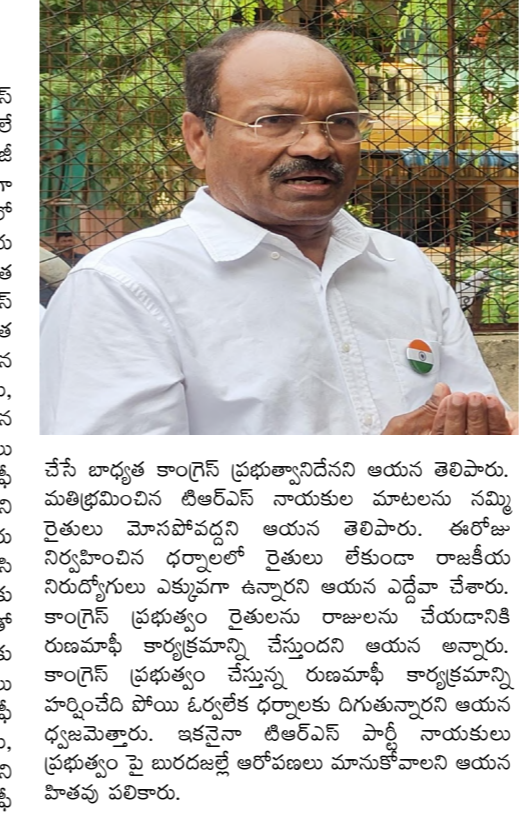 స్
లే
జీ
గా
లో
రు
త
స్
త
న
ు,
న
లు
ఫీ
ని
రు
సి
కు
తో
కు
లు
ఫీ
ు,
ని
ఫీ
చేసే బాధ్యత కాంగ్రెస్ ప్రభుత్వానిదేనని ఆయన తెలిపారు.
మతిభ్రమించిన టిఆర్ఎస్ నాయకుల మాటలను నమ్మి
రైతులు మోసపోవద్దని ఆయన తెలిపారు. ఈరోజు
నిర్వహించిన ధర్నాలలో రైతులు లేకుండా రాజకీయ
నిరుద్యోగులు ఎక్కువగా ఉన్నారని ఆయన ఎద్దేవా చేశారు.
కాంగ్రెస్ ప్రభుత్వం రైతులను రాజులను చేయడానికి
రుణమాఫీ కార్యక్రమాన్ని చేస్తుందని ఆయన అన్నారు.
కాంగ్రెస్ ప్రభుత్వం చేస్తున్న రుణమాఫీ కార్యక్రమాన్ని
హర్షించేది పోయి ఓర్వలేక ధర్నాలకు దిగుతున్నారని ఆయన
ధ్వజమెత్తారు. ఇకనైనా టిఆర్ఎస్ పార్టీ నాయకులు
ప్రభుత్వం పై బురదజల్లే ఆరోపణలు మానుకోవాలని ఆయన
హితవు పలికారు.